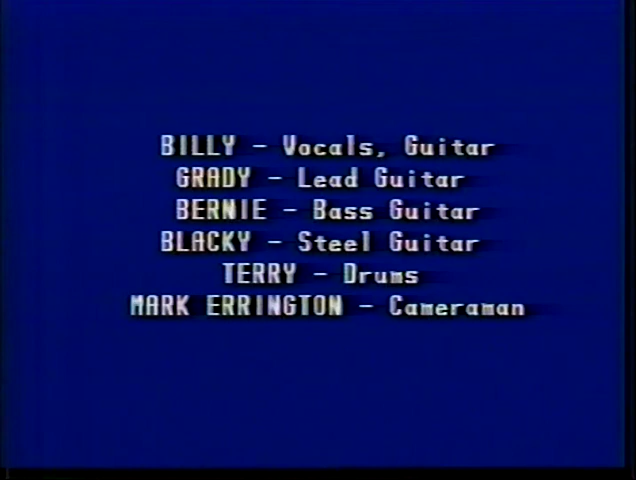 BILLY - Vocals, Guitar
GRADY - Lead Guitar
BERNIE - Bass Guitar
BLACKY - Steel Guitar
TERRY - Drums
MARK ERRINGTON - Cameraman